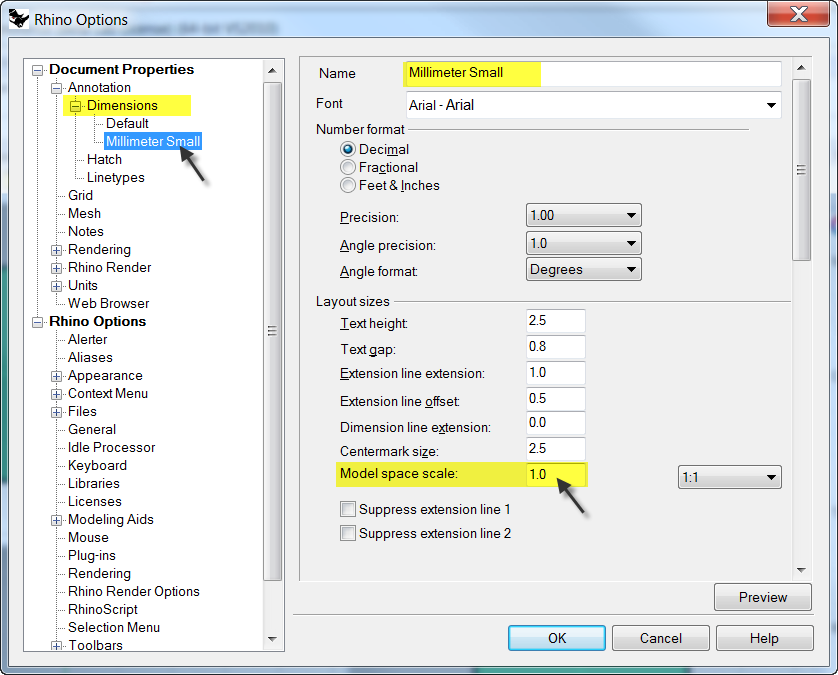 Rhino Options
Document Properties
Annotation
Dimensions
Default
Millimeter Small
Hatch
Linetypes
Grid
Mesh
Notes
Rendering
Rhino Render
Units
Web Browser
Rhino Options
Alerter
Aliases
Appearance
Context Menu
Files
General
Idle Processor
Keyboard
Libraries
Licenses
Modeling Aids
Mouse
Plug-ins
Rendering
Rhino Render Options
RhinoScript
Selection Menu
Toolbars
Name Millimeter Small
Font Arial - Arial
Number format
Decimal
Fractional
Feet & Inches
Precision: 1.00
Angle precision: 1.0
Angle format: Degrees
Layout sizes
Text height: 2.5
Text gap: 0.8
Extension line extension: 1.0
Extension line offset: 0.5
Dimension line extension: 0.0
Centermark size: 2.5
Model space scale: 1.0 1:1
Suppress extension line 1
Suppress extension line 2
Preview
OK Cancel Help